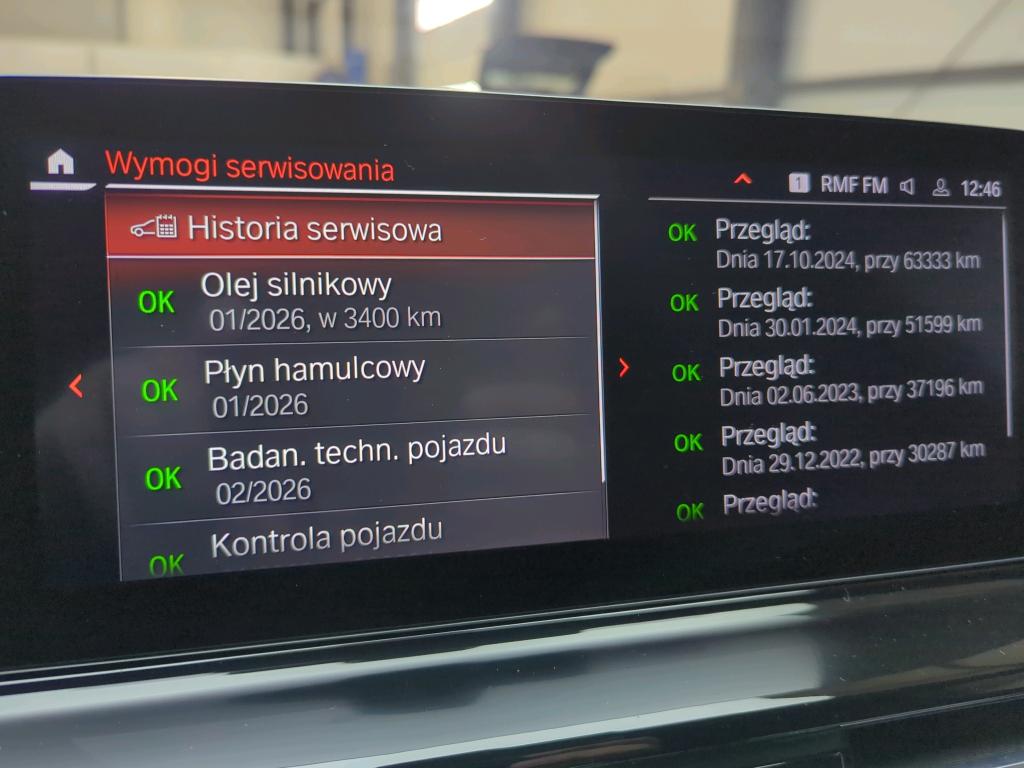 Wymogi serwisowania
1 RMF FM 12:46
Historia serwisowa
OK Olej silnikowy
01/2026, w 3400 km
OK Płyn hamulcowy
01/2026
OK Badan. techn. pojazdu
02/2026
OK Kontrola pojazdu
OK Przegląd:
Dnia 17.10.2024, przy 63333 km
OK Przegląd:
Dnia 30.01.2024, przy 51599 km
OK Przegląd:
Dnia 02.06.2023, przy 37196 km
OK Przegląd:
Dnia 29.12.2022, przy 30287 km
OK Przegląd: